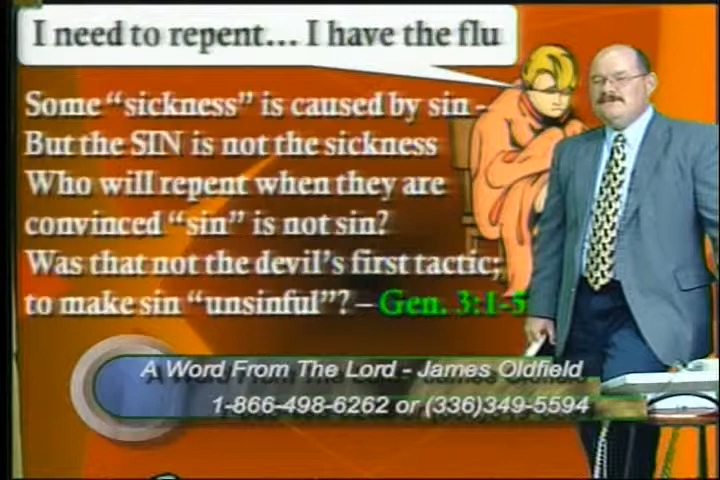 I need to repent... I have the flu
Some “sickness” is caused by sin -
But the SIN is not the sickness
Who will repent when they are
convinced “sin” is not sin?
Was that not the devil’s first tactic;
to make sin “unsinful”? – Gen. 3:1-5
A Word From The Lord - James Oldfield
1-866-498-6262 or (336)349-5594